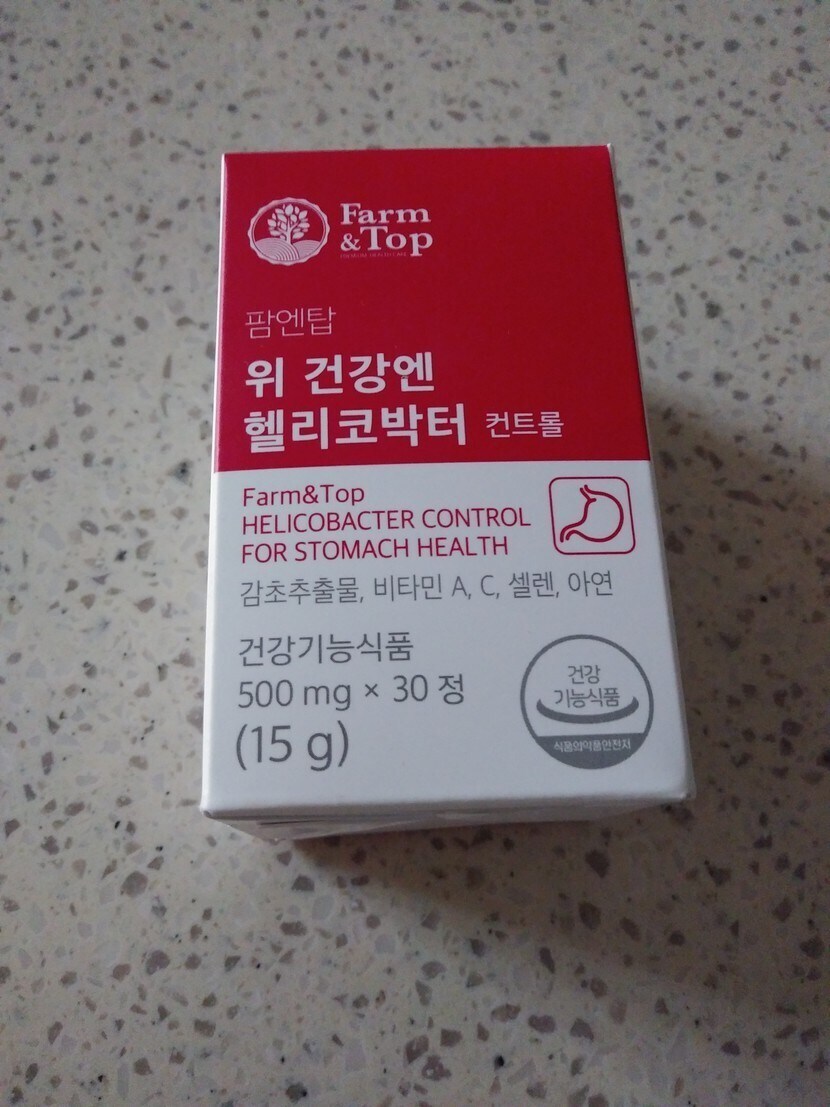 Farm
&Top
PREMIUM HEALTH CARE
팜엔탑
위 건강엔
헬리코박터 컨트롤
Farm&Top
HELICOBACTER CONTROL
FOR STOMACH HEALTH
감초추출물, 비타민 A, C, 셀렌, 아연
건강기능식품
500 mg × 30 정
(15 g)
건강
기능식품
식품의약품안전처